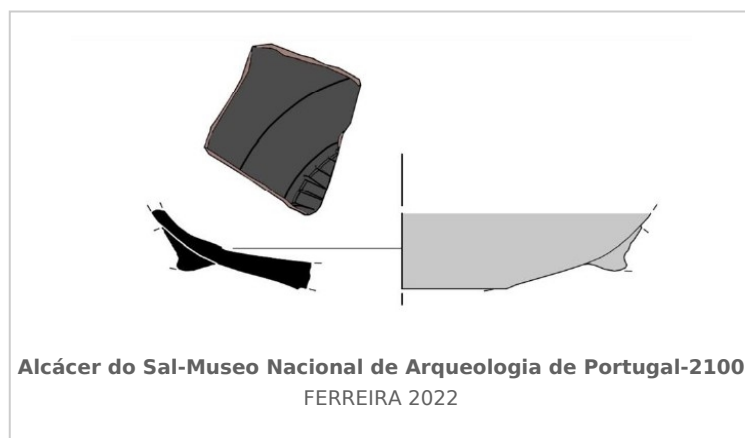 Alcácer do Sal-Museo Nacional de Arqueologia de Portugal-2100
FERREIRA 2022